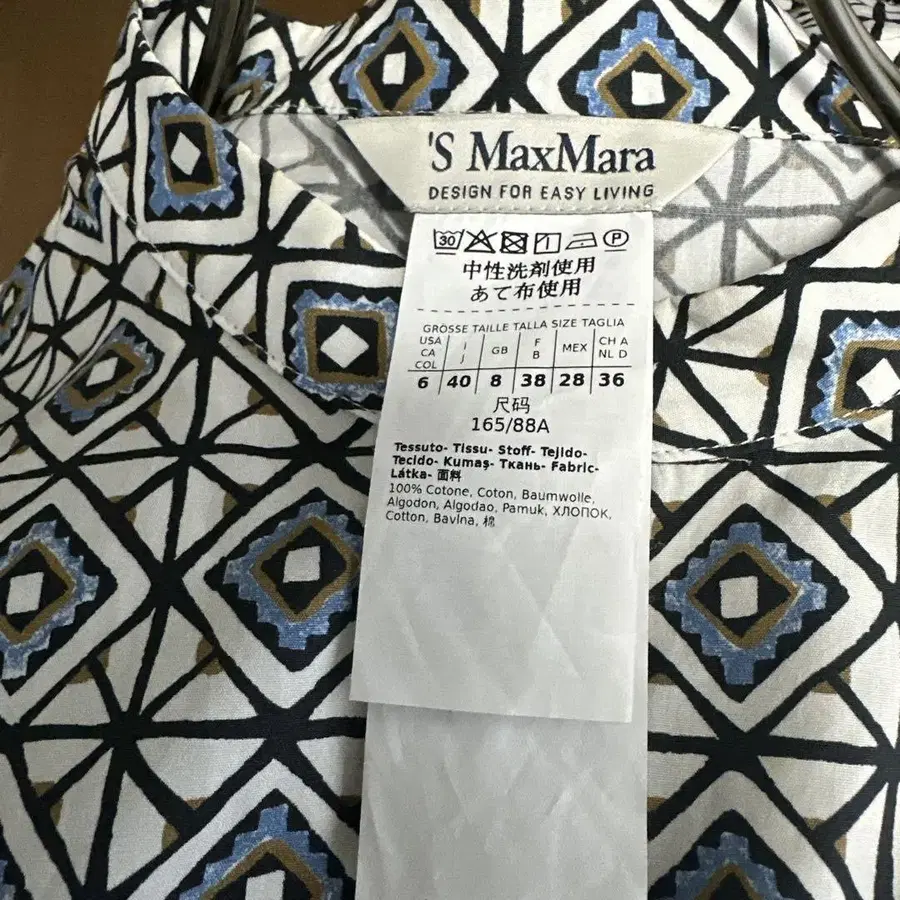 'S MaxMara
DESIGN FOR EASY LIVING
30 P
中性洗剤使用
あて布使用
GRÖSSE TAILLE TALLA SIZE TAGLIA
USA CA COL I J GB F B MEX CH A NL D
6 40 8 38 28 36
尺码
165/88A
Tessuto- Tissu- Stoff- Tejido-
Tecido- Kumaş- Ткань- Fabric-
Látka- 面料
100% Cotone, Coton, Baumwolle,
Algodon, Algodao, Pamuk, ХЛОПОК,
Cotton, Bavlna, 棉